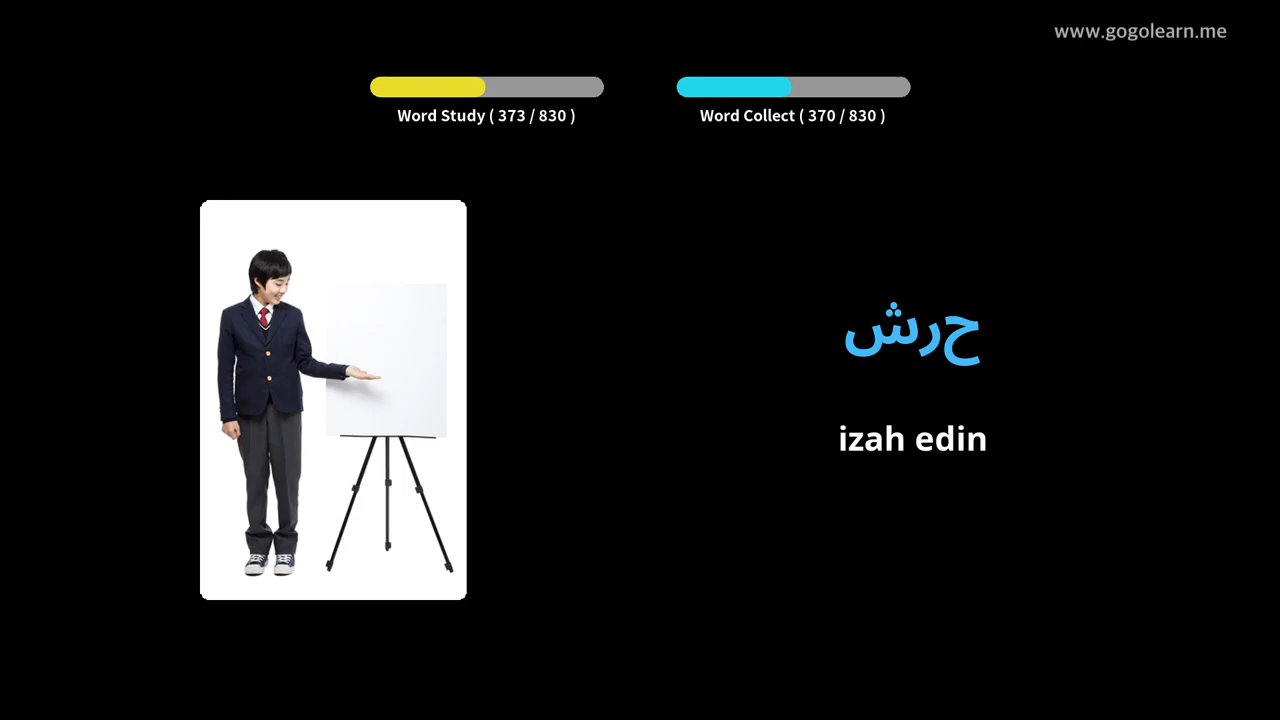 www.gogolearn.me
Word Study ( 373 / 830 )
Word Collect ( 370 / 830 )
حرش
izah edin